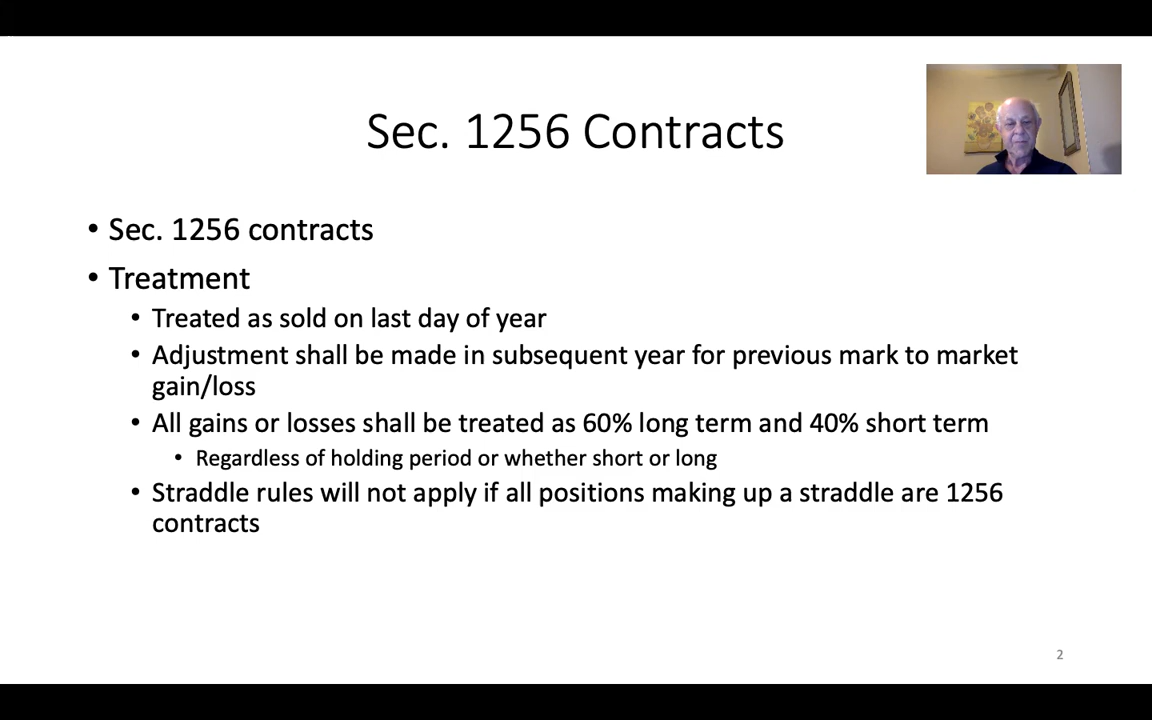 Sec. 1256 Contracts
• Sec. 1256 contracts
• Treatment
• Treated as sold on last day of year
• Adjustment shall be made in subsequent year for previous mark to market
gain/loss
• All gains or losses shall be treated as 60% long term and 40% short term
• Regardless of holding period or whether short or long
• Straddle rules will not apply if all positions making up a straddle are 1256
contracts
2